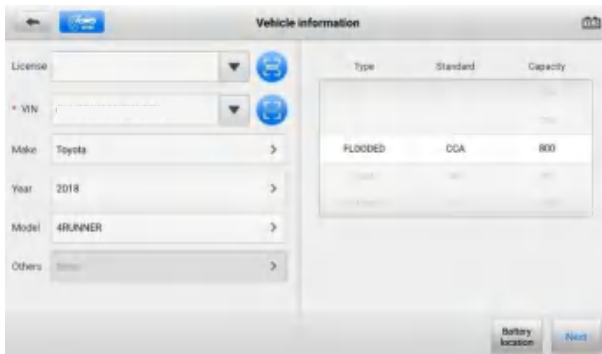 Vehicle information
License
* VIN
Make Toyota
Year 2018
Model 4RUNNER
Others
Type Standard Capacity
FLOODED CCA 800
Battery location
Next